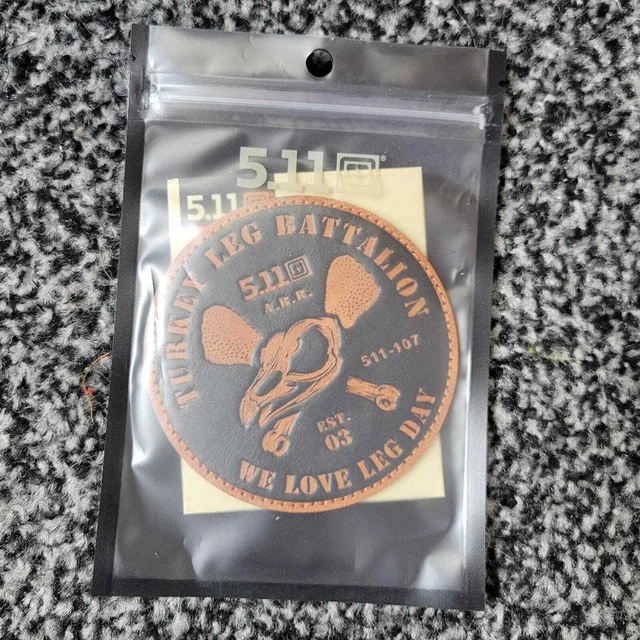 5.11
5.11
TURKEY LEG BATTALION
5.11
A.B.R.
511-107
EST.
03
WE LOVE LEG DAY